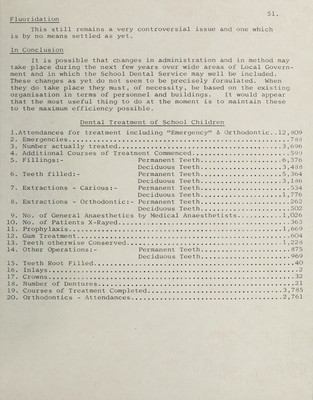 51.
Fluoridation
This still remains a very controversial issue and one which
is by no means settled as yet.
In Conclusion
It is possible that changes in administration and in method may
take place during the next few years over wide areas of Local Govern-
ment and in which the School Dental Service may well be included.
These changes as yet do not seem to be precisely formulated. When
they do take place they must, of necessity, be based on the existing
organisation in terms of personnel and buildings. It would appear
that the most useful thing to do at the moment is to maintain these
to the maximum efficiency possible.
Dental Treatment of School Children
1.Attendances for treatment including "Emergency" & Orthodontic..12,809
2. Emergencies...788
3. Number actually treated...3,696
4. Additional Courses of Treatment Commenced...599
5. Fillings:- Permanent Teeth...6,376
Deciduous Teeth...3,488
6. Teeth filled:- Permanent Teeth...5,364
Deciduous Teeth...3,186
7. Extractions - Carious:- Permanent Teeth...534
Deciduous Teeth...1,776
8. Extractions - Orthodontic:- Permanent Teeth...262
Deciduous Teeth...502
9. No. of General Anaesthetics by Medical Anaesthetists...1,026
10. No. of Patients X-Rayed...363
11. Prophylaxis...1,669
12. Gum Treatment...604
13. Teeth otherwise Conserved...1,228
14. Other Operations:- Permanent Teeth...875
Deciduous Teeth...969
15. Teeth Root Filled...40
16. Inlays...2
17. Crowns...32
18. Number of Dentures...21
19. Courses of Treatment Completed...3,785
20. Orthodontics - Attendances...2,761